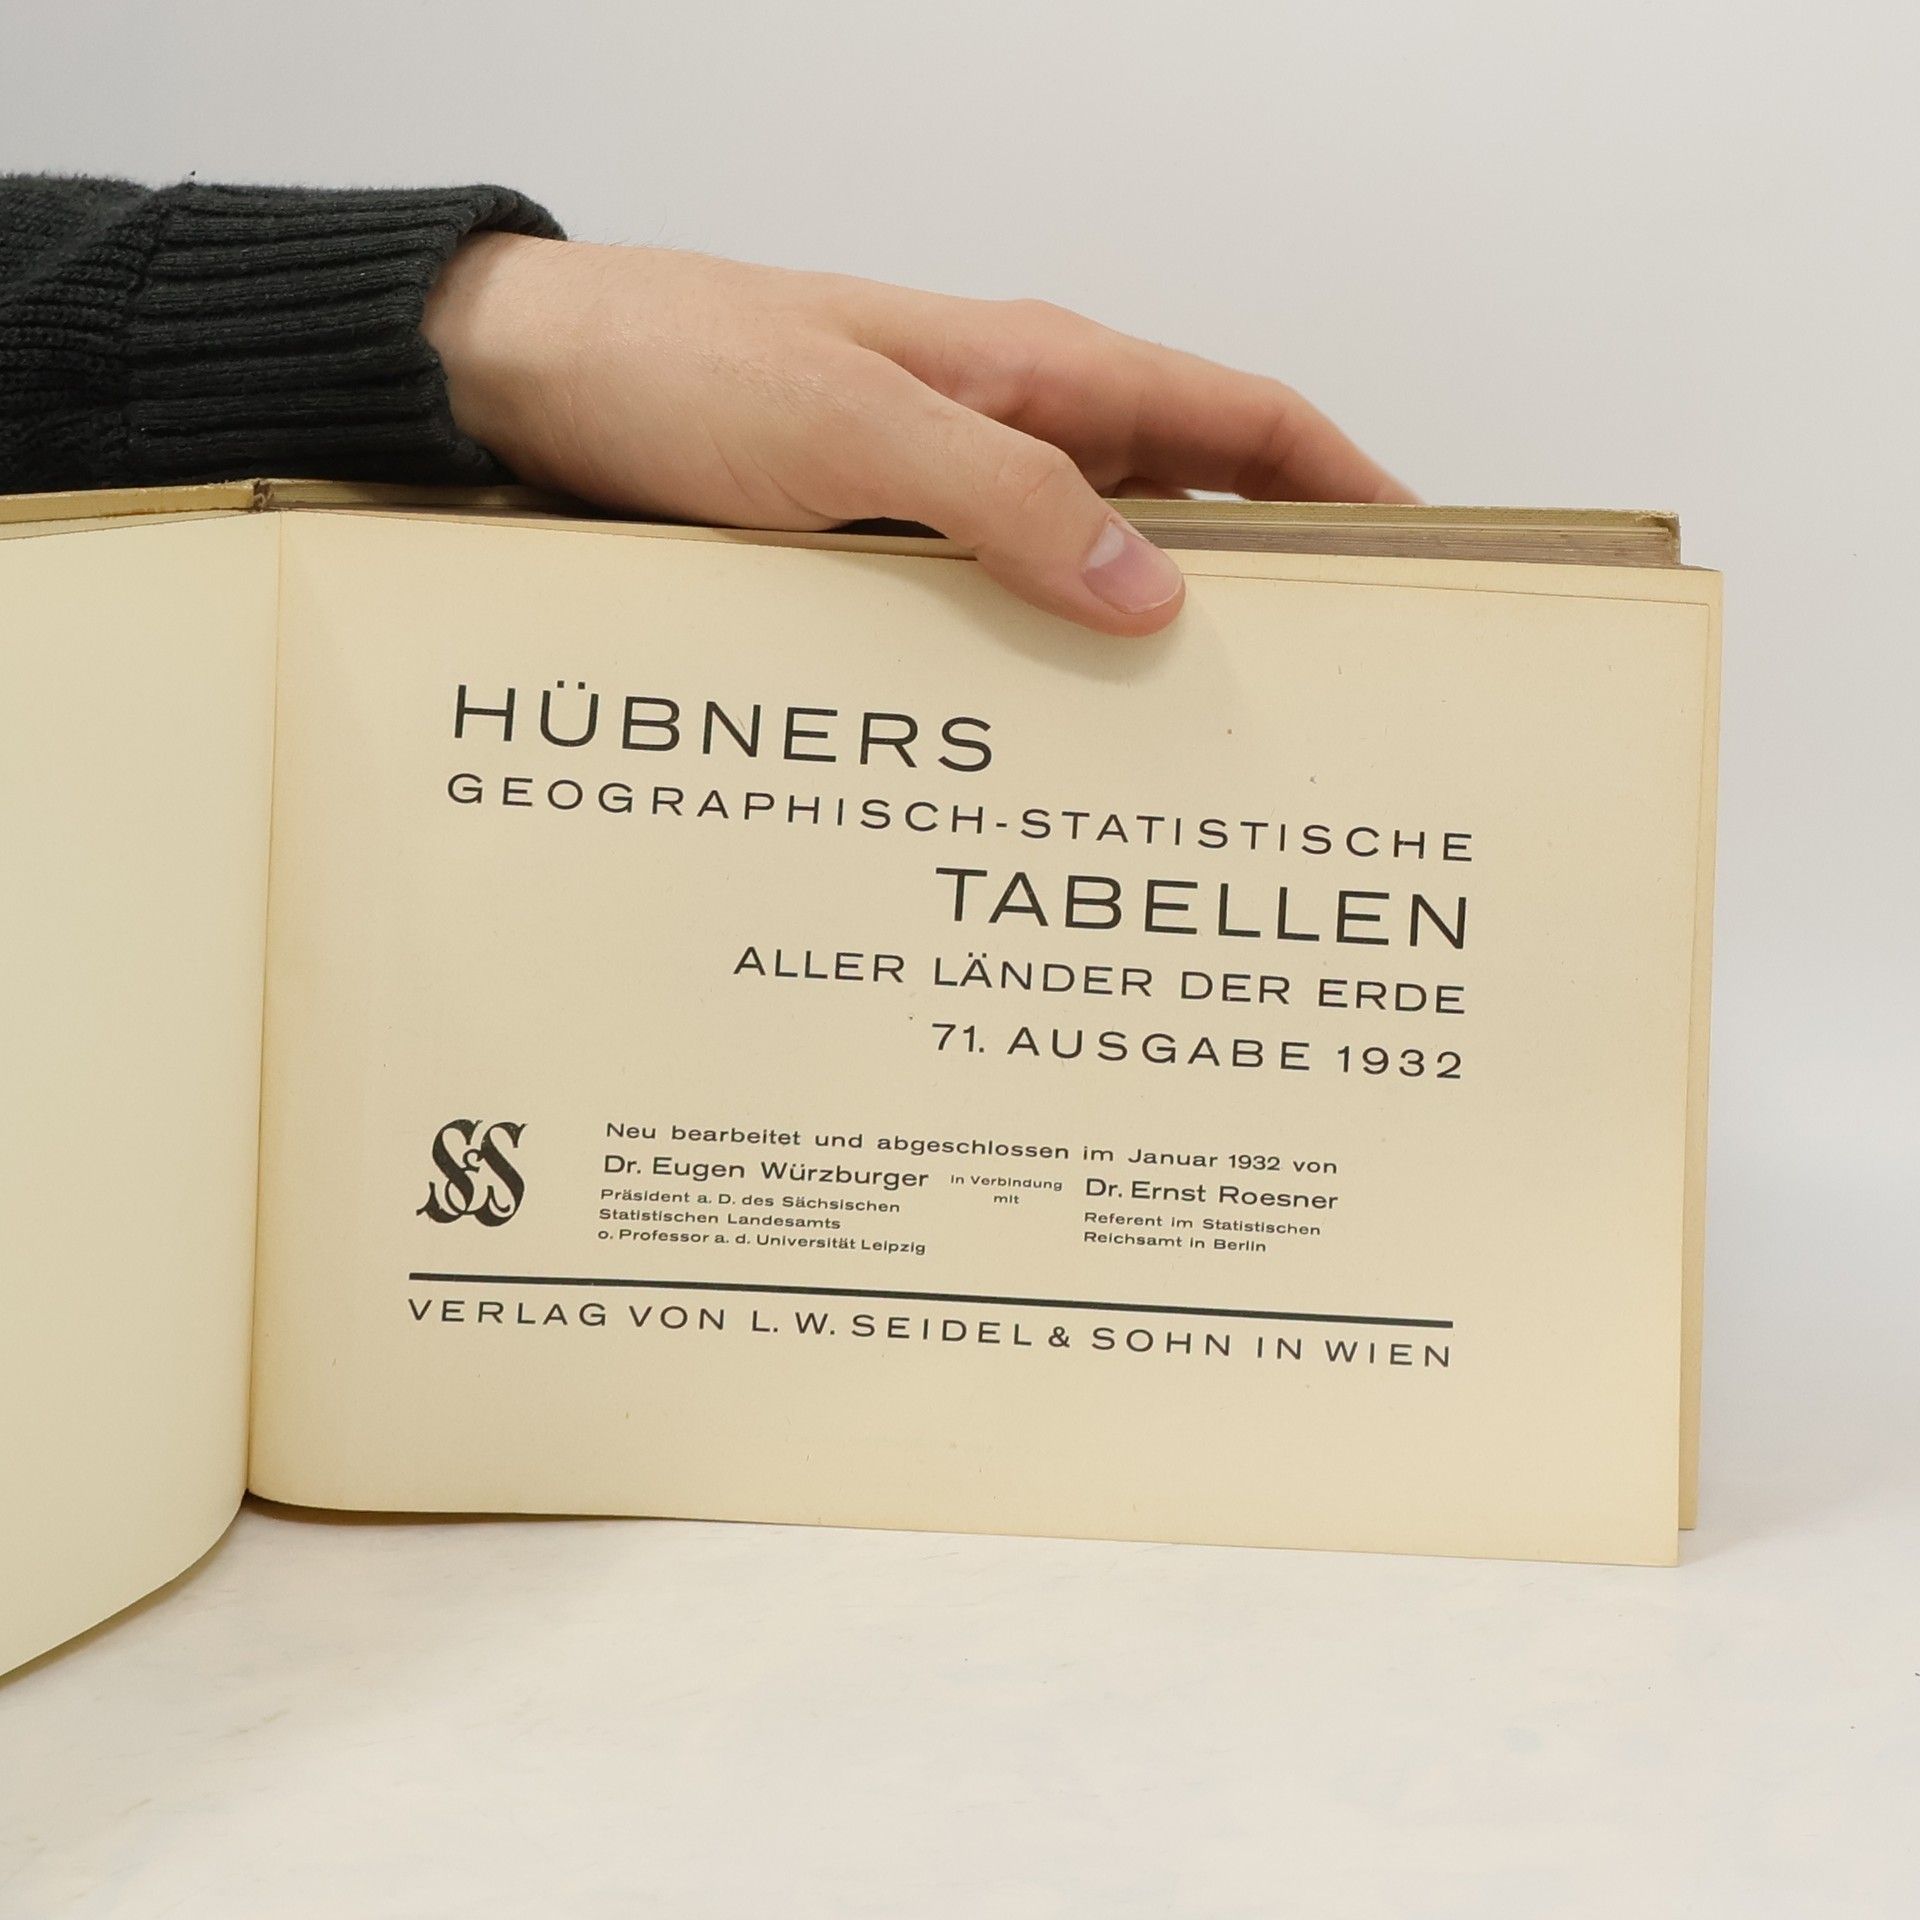 HÜBNERS
GEOGRAPHISCH-STATISTISCHE
TABELLEN
ALLER LÄNDER DER ERDE
71. AUSGABE 1932
S&S
Neu bearbeitet und abgeschlossen im Januar 1932 von
Dr. Eugen Würzburger
Präsident a. D. des Sächsischen
Statistischen Landesamts
o. Professor a. d. Universität Leipzig
in Verbindung
mit
Dr. Ernst Roesner
Referent im Statistischen
Reichsamt in Berlin
VERLAG VON L. W. SEIDEL & SOHN IN WIEN